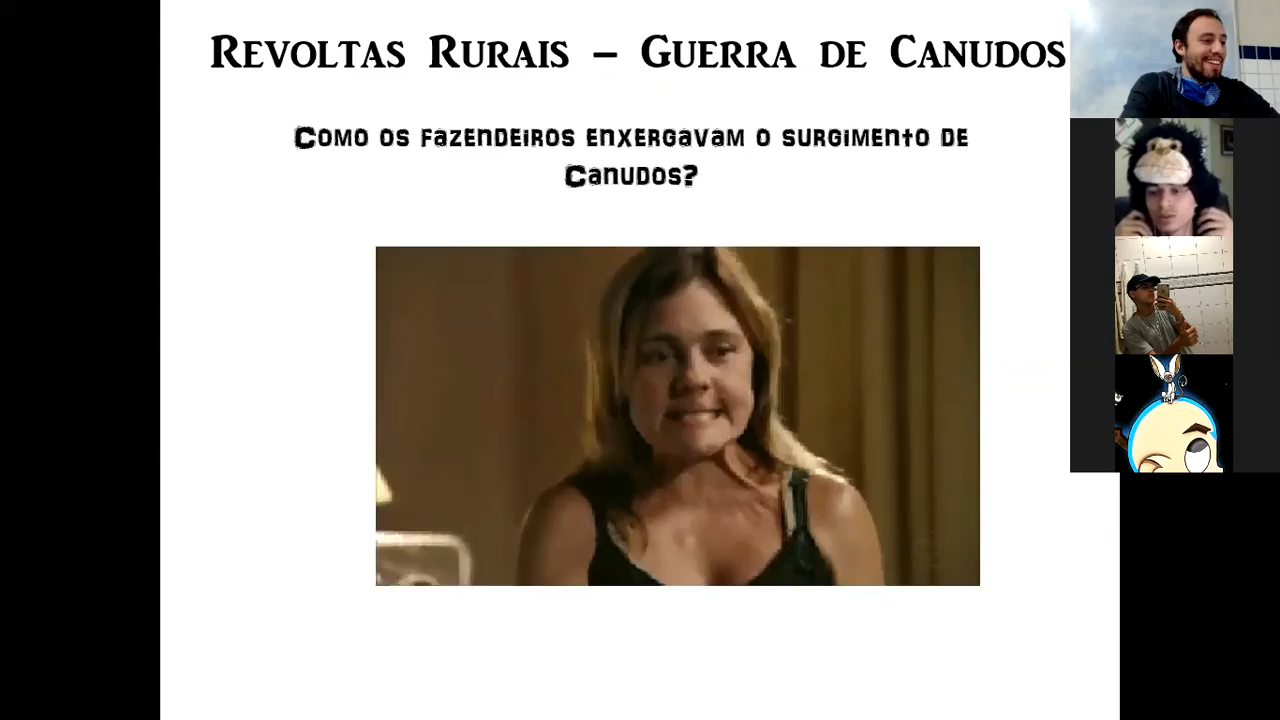 Revoltas Rurais – Guerra de Canudos
Como os fazendeiros enxergavam o surgimento de
Canudos?